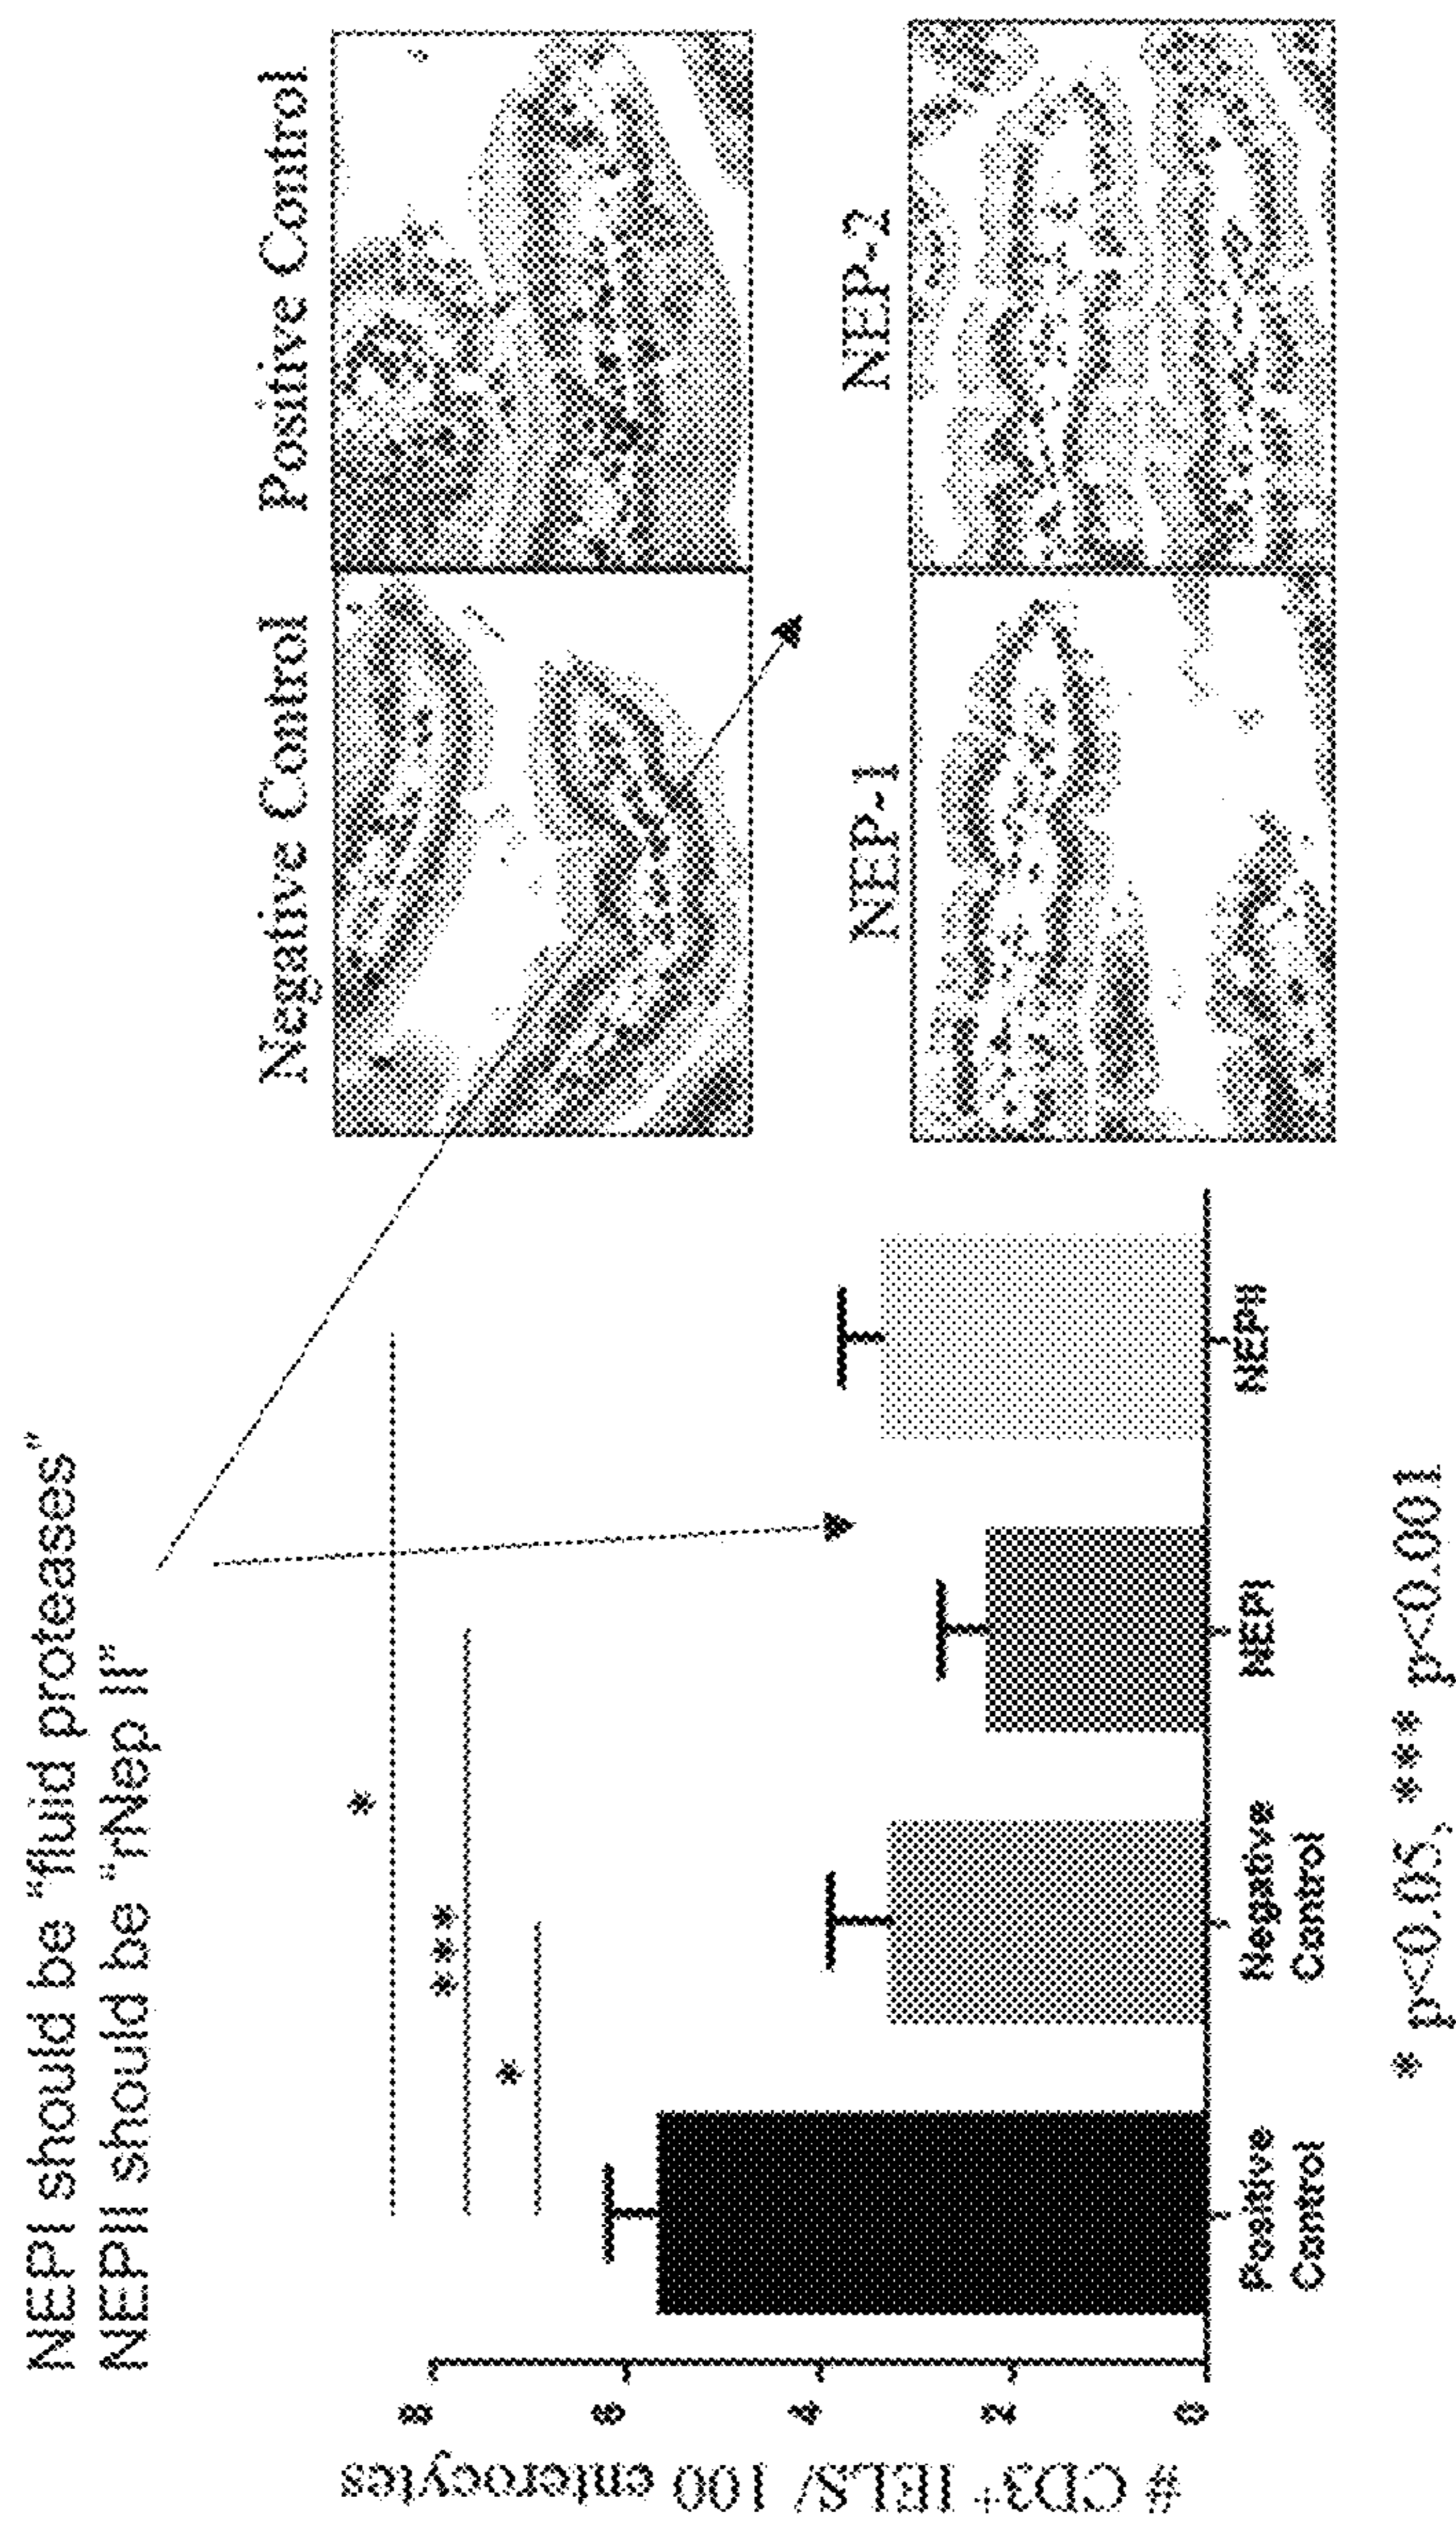 NEPI should be "fluid proteases"
NEPII should be "rNep II"
Negative Control
Positive Control
NEP-1
NEP-2
# CD3+ IELS/ 100 enterocytes
8
6
4
2
0
*
***
*
Positive
Control
Negative
Control
NEPI
NEPII
* p<0.05, *** p<0.001